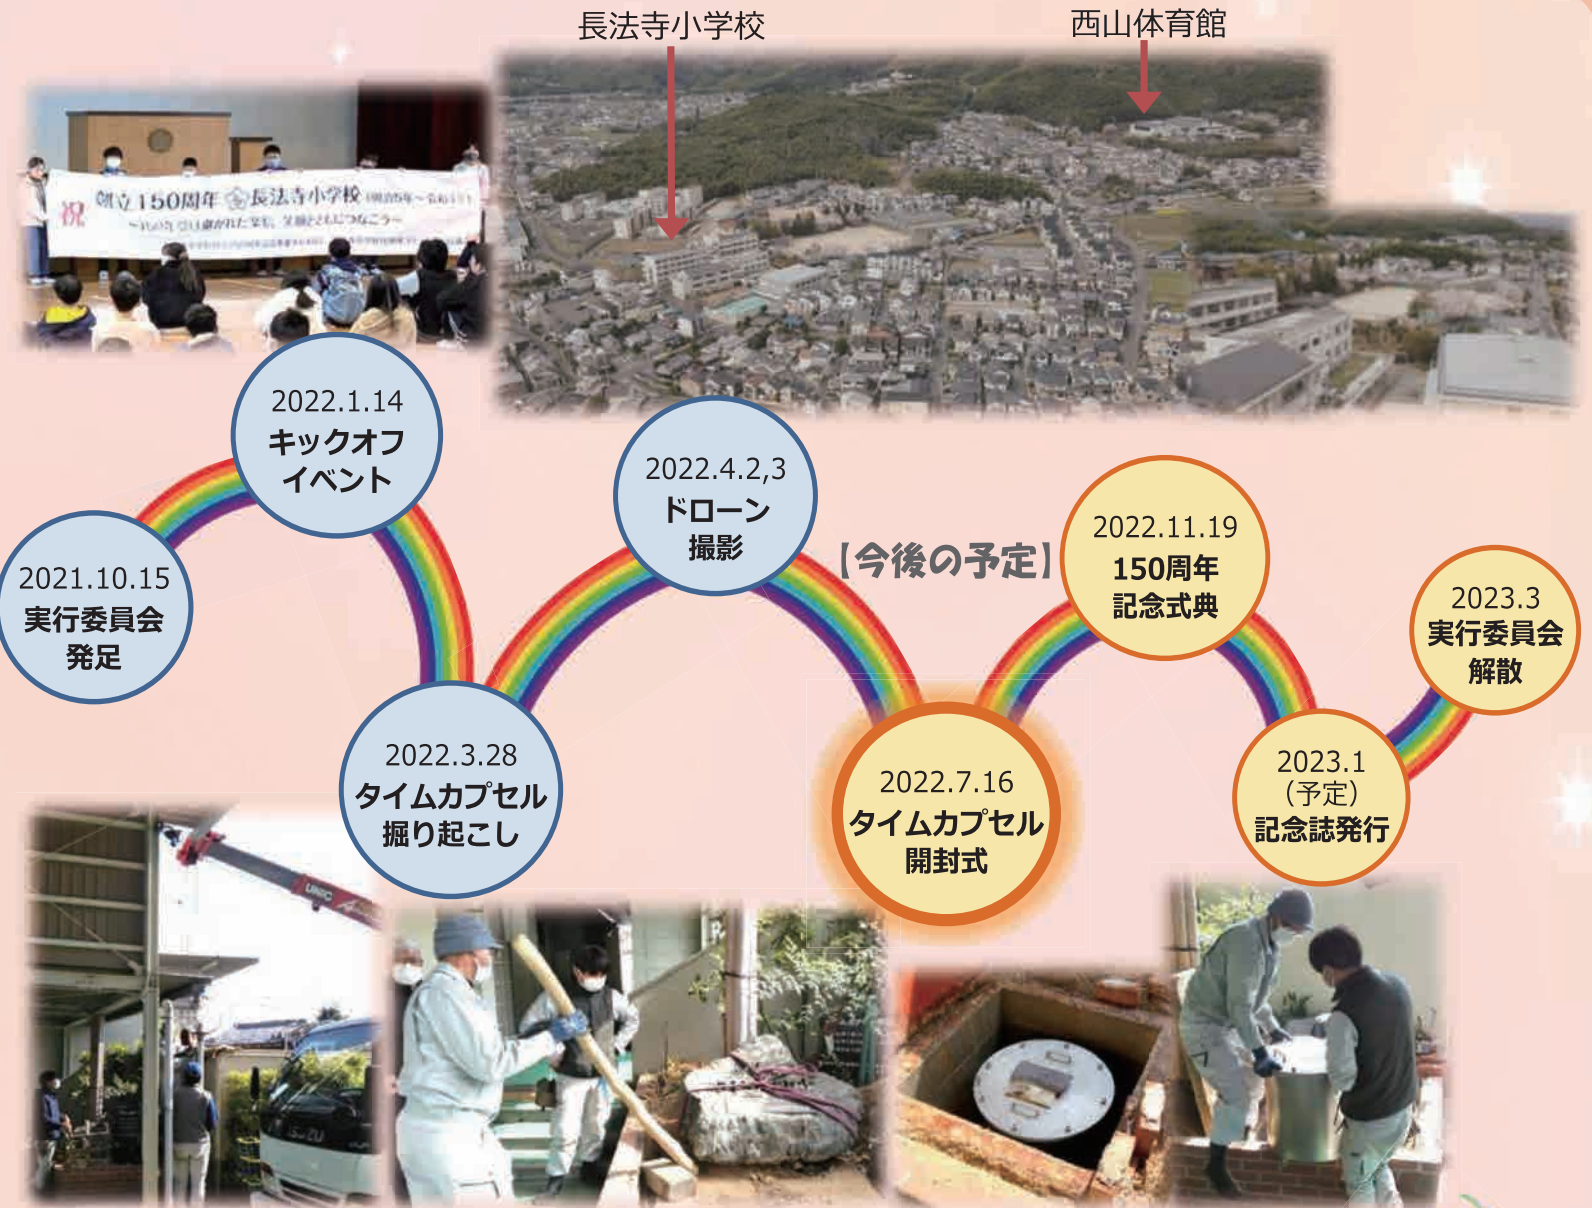 長法寺小学校
西山体育館
祝
創立150周年 長法寺小学校
2022.1.14
キックオフ
イベント
2021.10.15
実行委員会
発足
2022.3.28
タイムカプセル
掘り起こし
2022.4.2,3
ドローン
撮影
【今後の予定】
2022.7.16
タイムカプセル
開封式
2022.11.19
150周年
記念式典
2023.1
（予定）
記念誌発行
2023.3
実行委員会
解散
UNIC
ISUZU